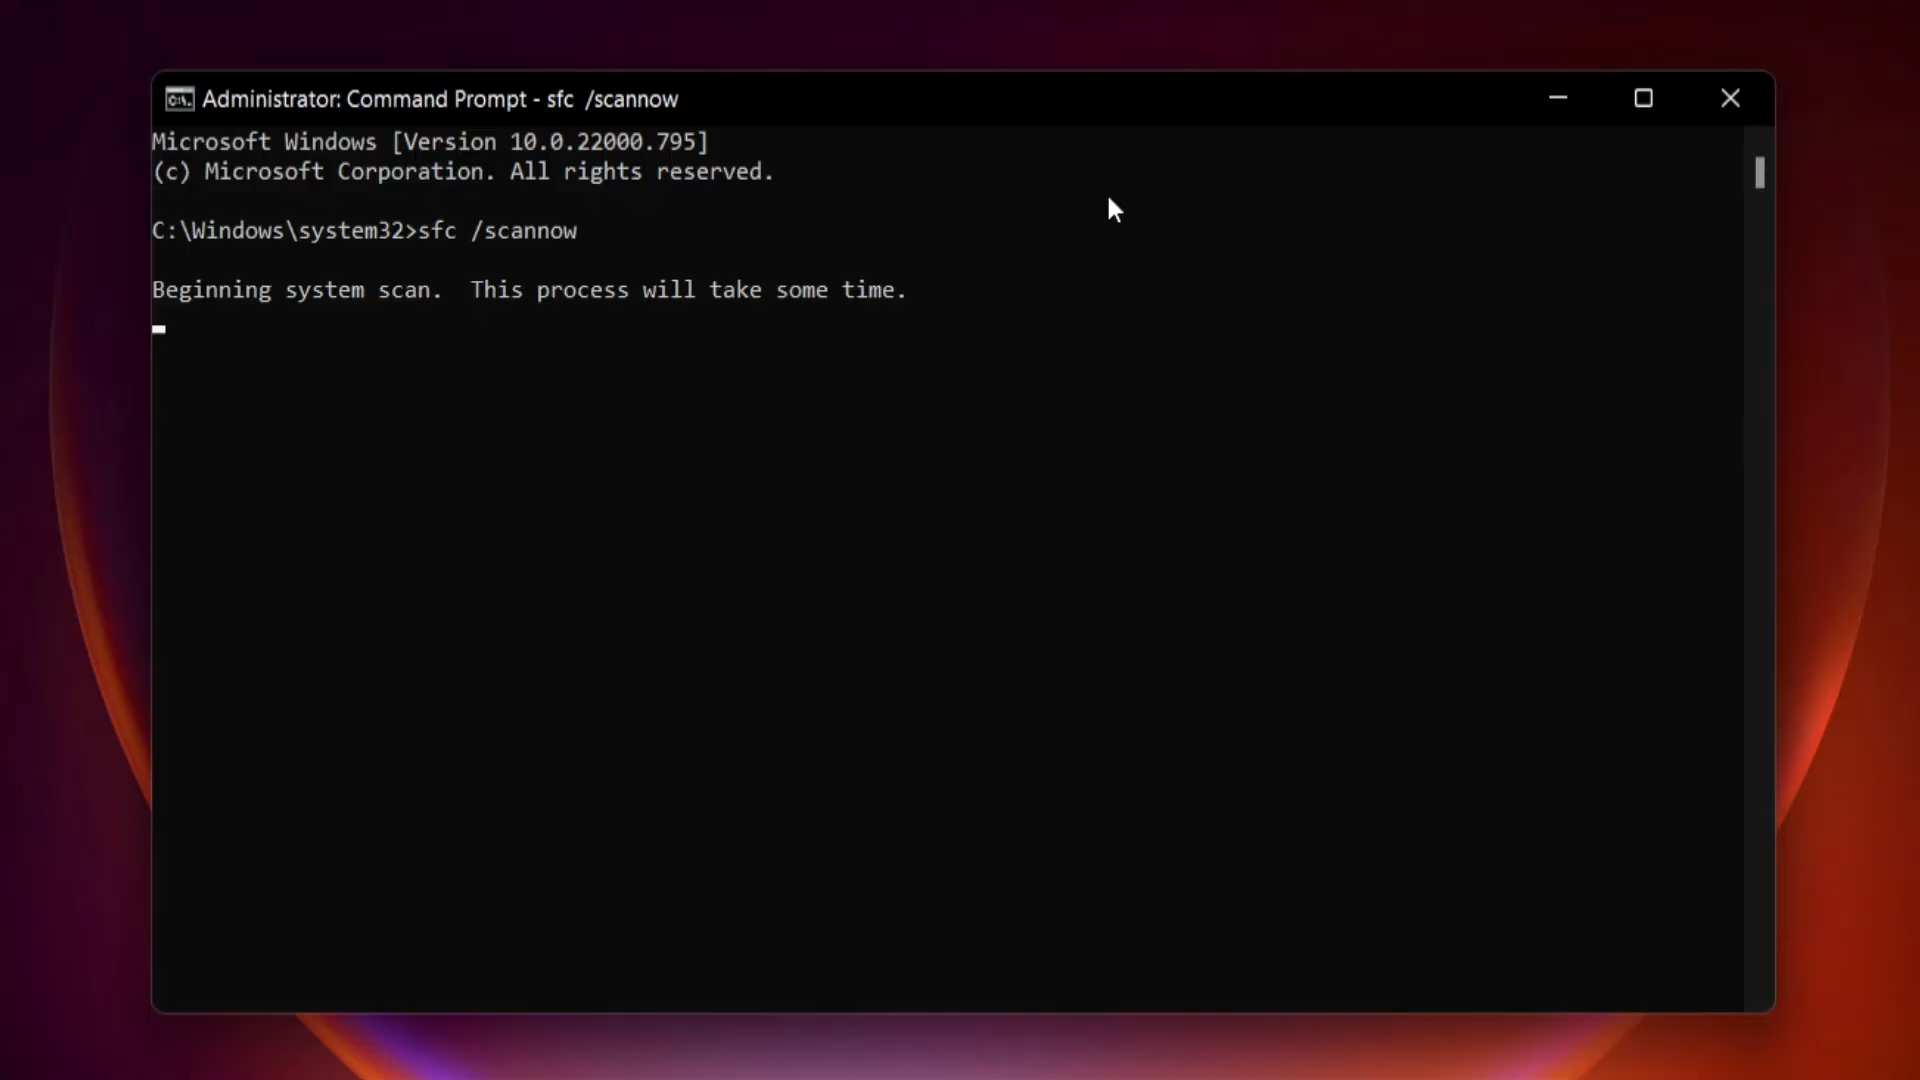 Administrator: Command Prompt - sfc  /scannow
Microsoft Windows [Version 10.0.22000.795]
(c) Microsoft Corporation. All rights reserved.
C:\Windows\system32>sfc /scannow
Beginning system scan.  This process will take some time.